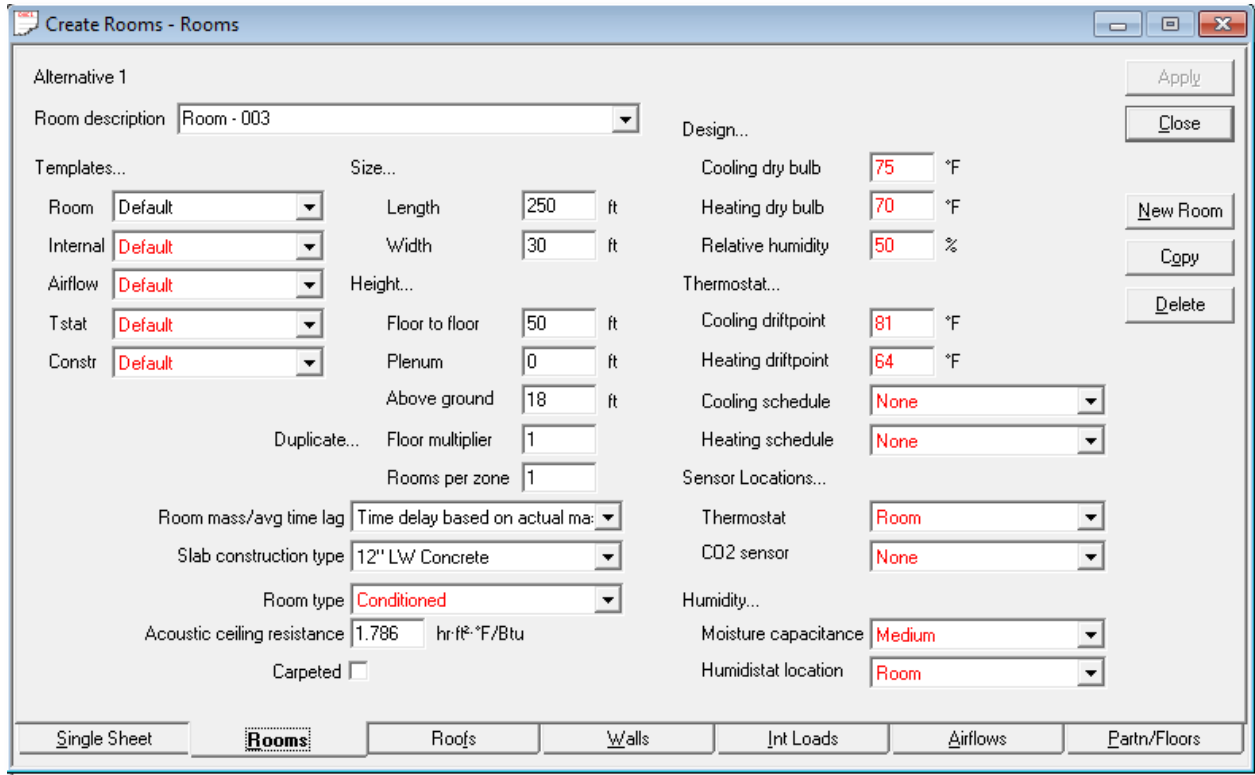 Create Rooms - Rooms
Alternative 1
Room description Room - 003
Templates...
Room Default
Internal Default
Airflow Default
Tstat Default
Constr Default
Size...
Length 250 ft
Width 30 ft
Height...
Floor to floor 50 ft
Plenum 0 ft
Above ground 18 ft
Duplicate... Floor multiplier 1
Rooms per zone 1
Room mass/avg time lag Time delay based on actual ma
Slab construction type 12" LW Concrete
Room type Conditioned
Acoustic ceiling resistance 1.786 hr·ft²·°F/Btu
Carpeted
Design...
Cooling dry bulb 75 °F
Heating dry bulb 70 °F
Relative humidity 50 %
Thermostat...
Cooling driftpoint 81 °F
Heating driftpoint 64 °F
Cooling schedule None
Heating schedule None
Sensor Locations...
Thermostat Room
CO2 sensor None
Humidity...
Moisture capacitance Medium
Humidistat location Room
Apply
Close
New Room
Copy
Delete
Single Sheet Rooms Roofs Walls Int Loads Airflows Partn/Floors